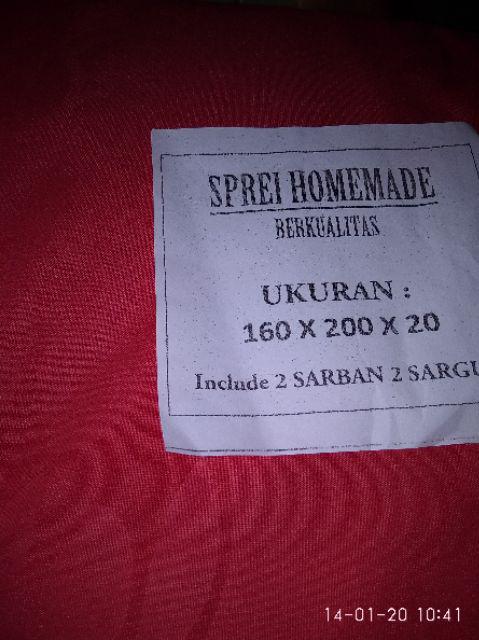 SPREI HOMEMADE
BERKUALITAS
UKURAN :
160 X 200 X 20
Include 2 SARBAN 2 SARGU
14-01-20 10:41